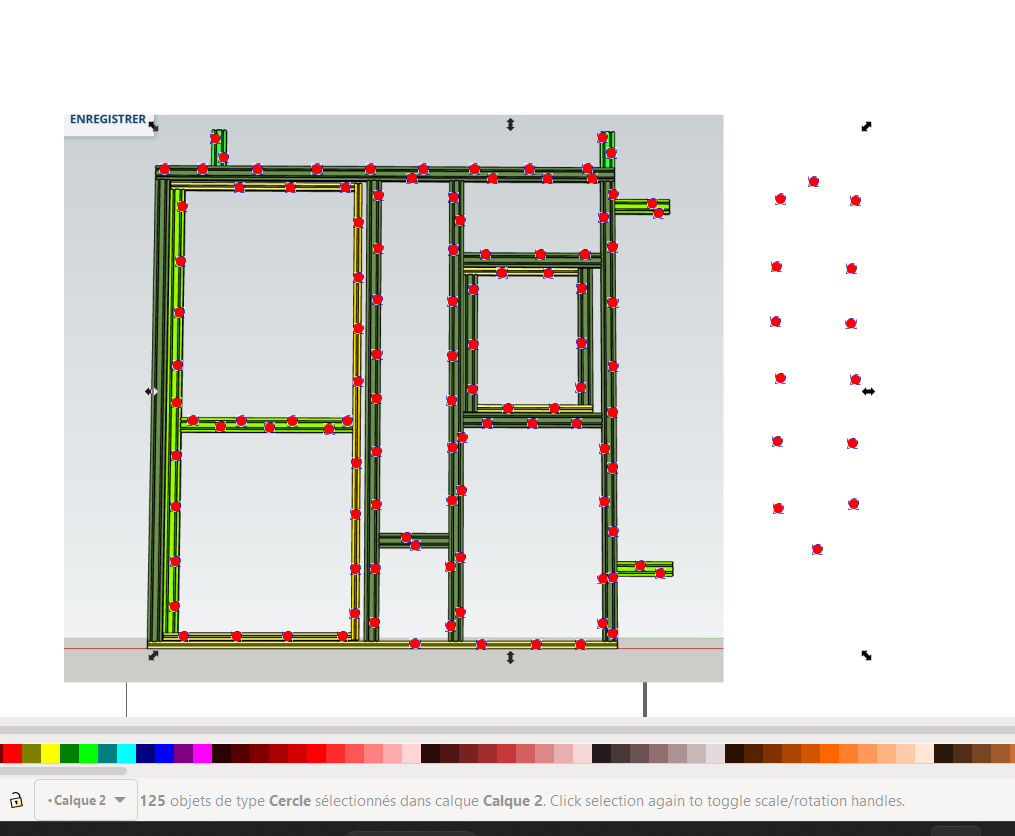 ENREGISTRER
•Calque 2
125 objets de type Cercle sélectionnés dans calque Calque 2. Click selection again to toggle scale/rotation handles.